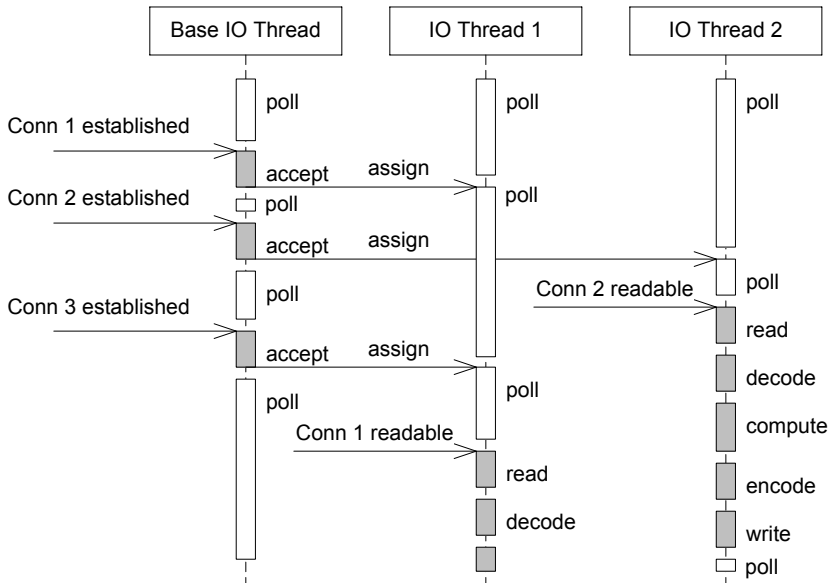 Base IO Thread
IO Thread 1
IO Thread 2
poll
poll
poll
Conn 1 established
accept
assign
Conn 2 established
poll
poll
accept
assign
poll
poll
Conn 2 readable
Conn 3 established
read
accept
assign
decode
poll
poll
Conn 1 readable
compute
read
encode
decode
write
poll